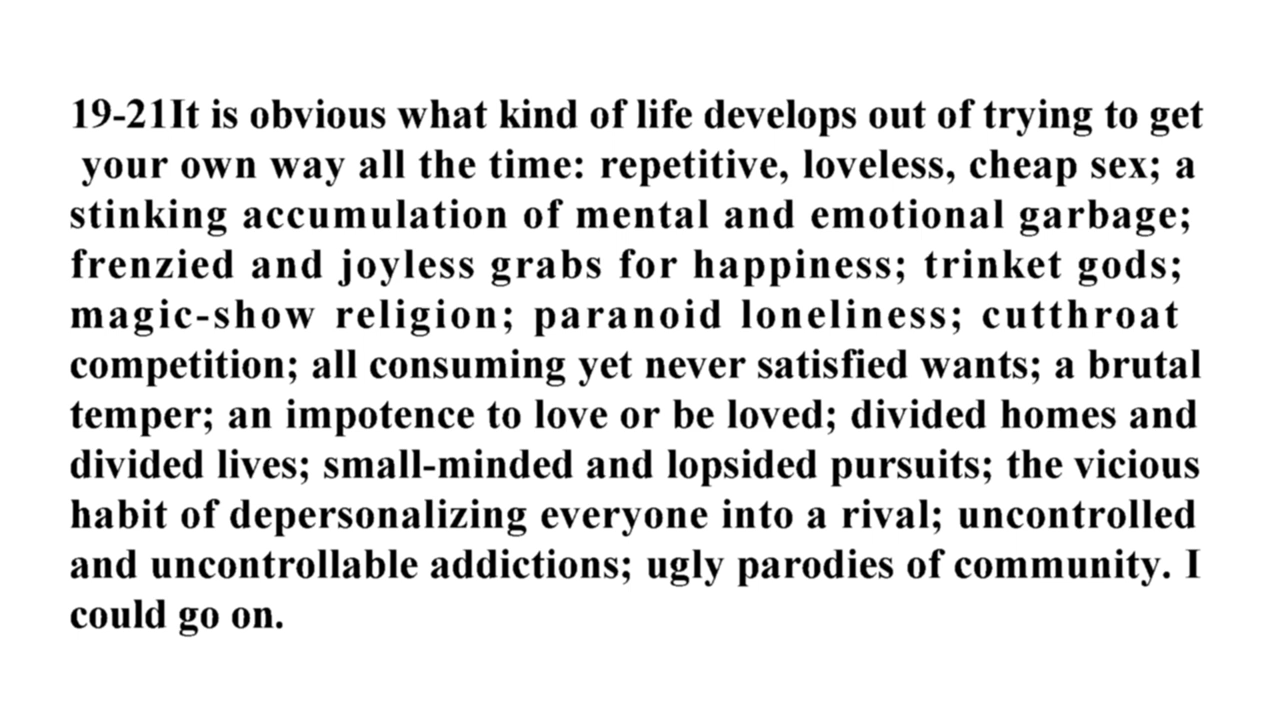 19-21It is obvious what kind of life develops out of trying to get
your own way all the time: repetitive, loveless, cheap sex; a
stinking accumulation of mental and emotional garbage;
frenzied and joyless grabs for happiness; trinket gods;
magic-show religion; paranoid loneliness; cutthroat
competition; all consuming yet never satisfied wants; a brutal
temper; an impotence to love or be loved; divided homes and
divided lives; small-minded and lopsided pursuits; the vicious
habit of depersonalizing everyone into a rival; uncontrolled
and uncontrollable addictions; ugly parodies of community. I
could go on.